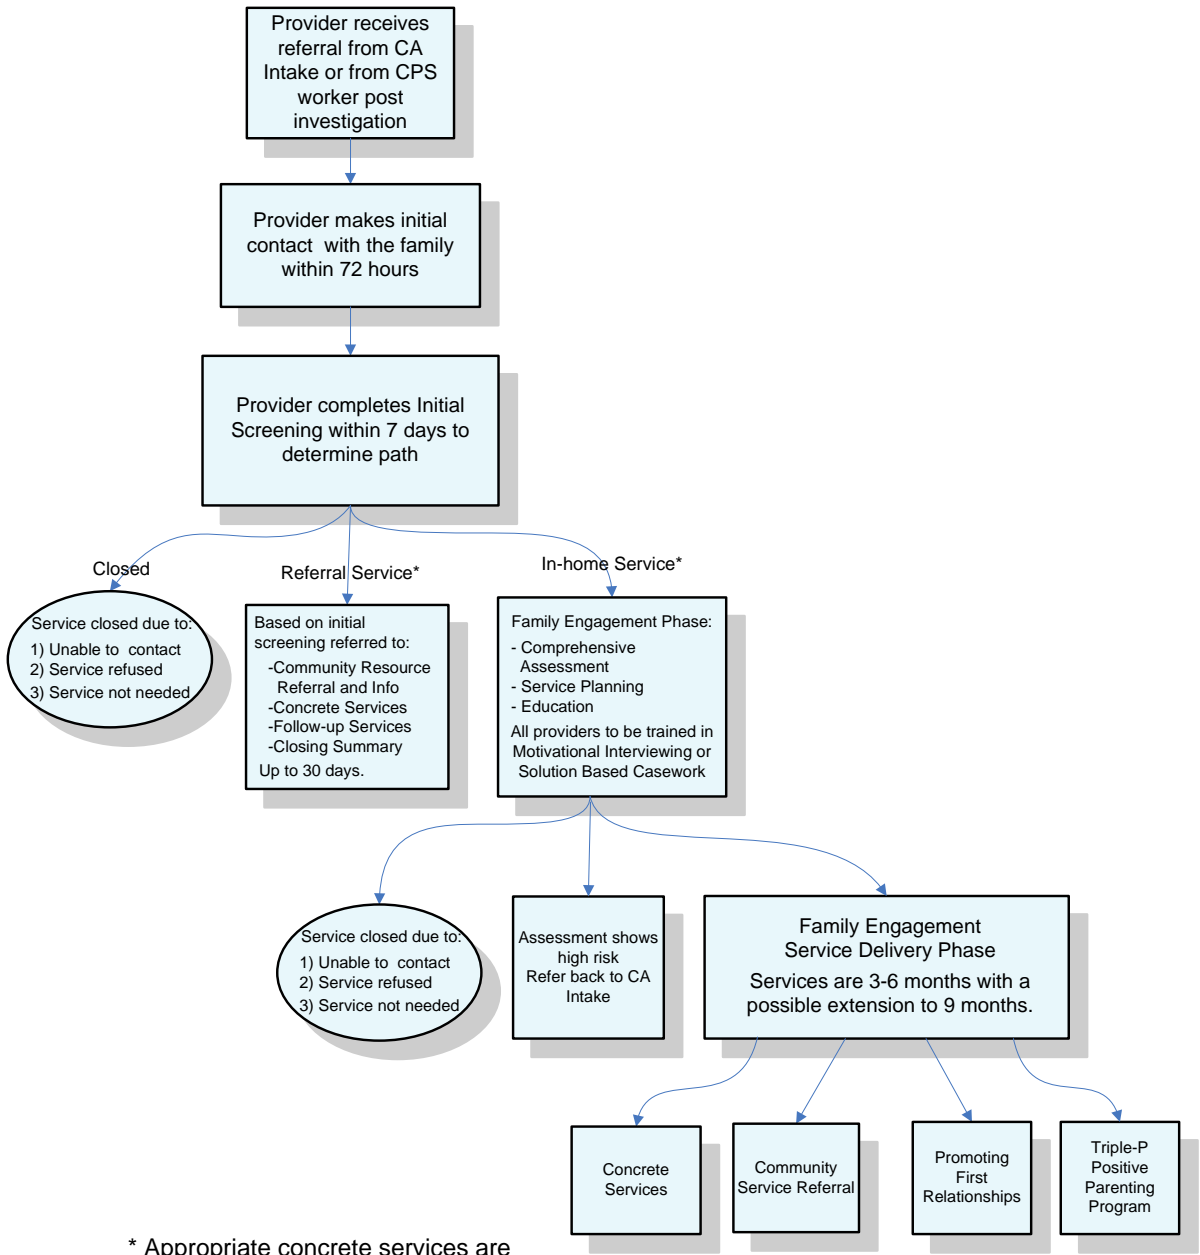 Provider receives
referral from CA
Intake or from CPS
worker post
investigation
Provider makes initial
contact with the family
within 72 hours
Provider completes Initial
Screening within 7 days to
determine path
Closed
Referral Service*
In-home Service*
Service closed due to:
1) Unable to contact
2) Service refused
3) Service not needed
Based on initial
screening referred to:
-Community Resource
Referral and Info
-Concrete Services
-Follow-up Services
-Closing Summary
Up to 30 days.
Family Engagement Phase:
- Comprehensive
Assessment
- Service Planning
- Education
All providers to be trained in
Motivational Interviewing or
Solution Based Casework
Service closed due to:
1) Unable to contact
2) Service refused
3) Service not needed
Assessment shows
high risk
Refer back to CA
Intake
Family Engagement
Service Delivery Phase
Services are 3-6 months with a
possible extension to 9 months.
Concrete
Services
Community
Service Referral
Promoting
First
Relationships
Triple-P
Positive
Parenting
Program
* Appropriate concrete services are